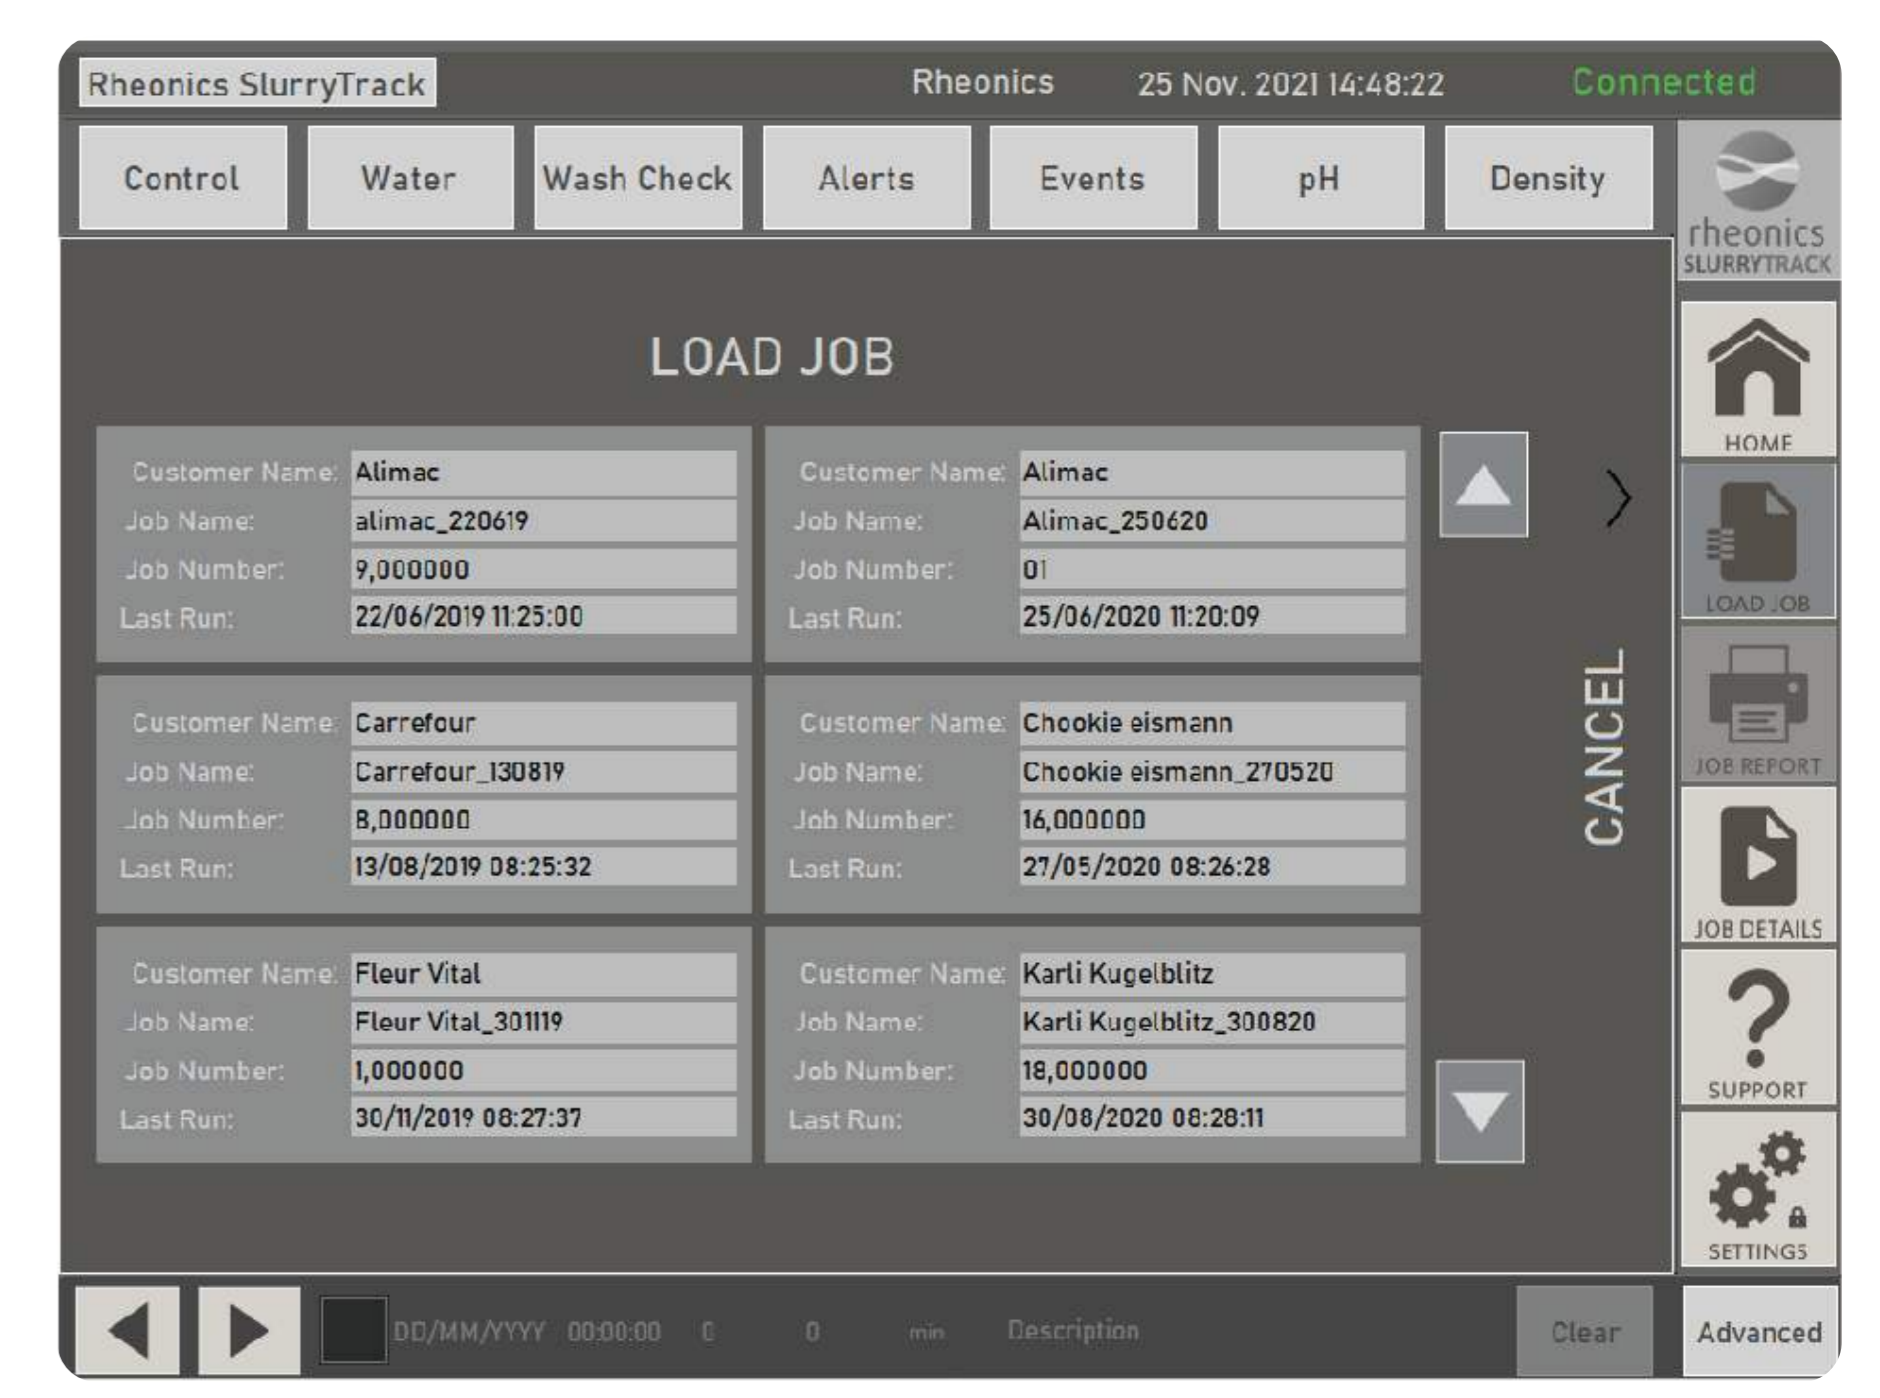 Rheonics SlurryTrack Rheonics 25 Nov. 2021 14:48:22 Connected
Control Water Wash Check Alerts Events pH Density
rheonics
SLURRYTRACK
LOAD JOB
Customer Name: Alimac
Job Name: alimac_220619
Job Number: 9,000000
Last Run: 22/06/2019 11:25:00
Customer Name: Alimac
Job Name: Alimac_250620
Job Number: 01
Last Run: 25/06/2020 11:20:09
Customer Name: Carrefour
Job Name: Carrefour_130819
Job Number: 8,000000
Last Run: 13/08/2019 08:25:32
Customer Name: Chookie eismann
Job Name: Chookie eismann_270520
Job Number: 16,000000
Last Run: 27/05/2020 08:26:28
Customer Name: Fleur Vital
Job Name: Fleur Vital_301119
Job Number: 1,000000
Last Run: 30/11/2019 08:27:37
Customer Name: Karli Kugelblitz
Job Name: Karli Kugelblitz_300820
Job Number: 18,000000
Last Run: 30/08/2020 08:28:11
CANCEL
HOME
LOAD JOB
JOB REPORT
JOB DETAILS
SUPPORT
SETTINGS
DD/MM/YYYY 00:00:00 0 0 min Description Clear Advanced